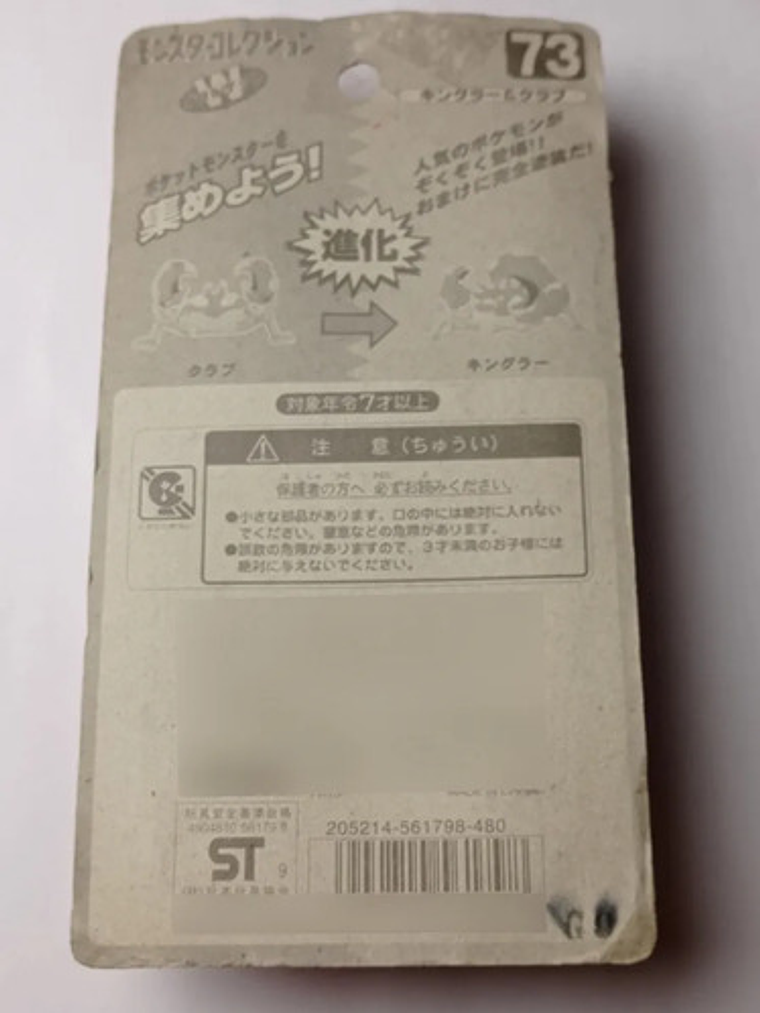 モンスターコレクション
73
キングラー&クラブ
ポケットモンスターを
集めよう!
人気のポケモンが
ぞくぞく登場!!
おまけに完全塗装だ!
進化
クラブ
キングラー
対象年令7才以上
注 意(ちゅうい)
保護者の方へ 必ずお読みください。
●小さな部品があります。口の中には絶対に入れない
でください。窒息などの危険があります。
●誤飲の危険がありますので、3才未満のお子様には
絶対に与えないでください。
玩具安全基準合格
ST 9
205214-561798-480